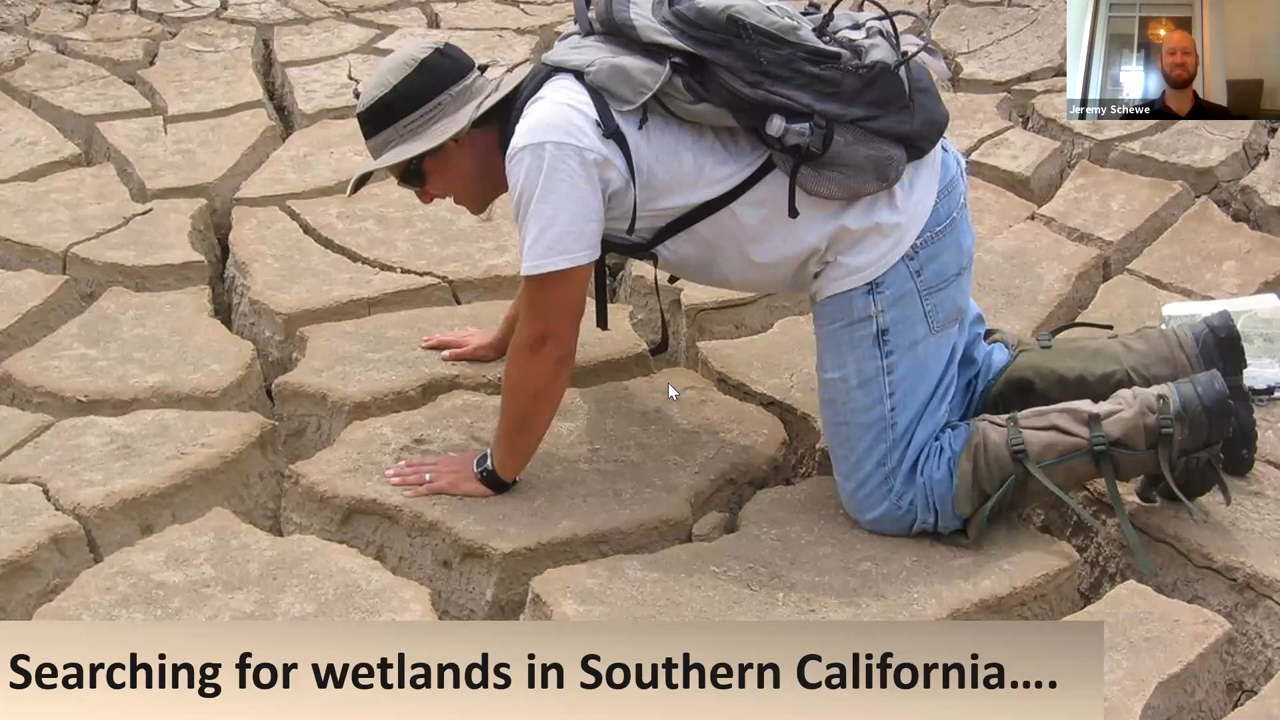 Jeremy Schewe
Searching for wetlands in Southern California....